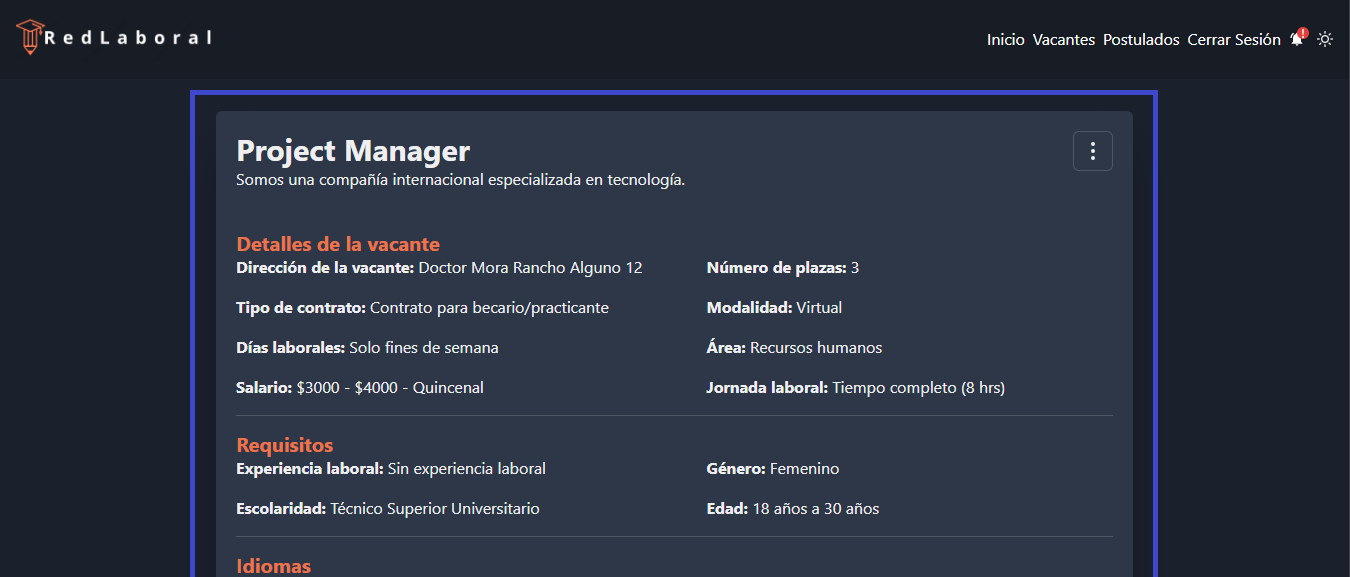 RedLaboral
Inicio Vacantes Postulados Cerrar Sesión !
Project Manager
Somos una compañía internacional especializada en tecnología.
Detalles de la vacante
Dirección de la vacante: Doctor Mora Rancho Alguno 12
Número de plazas: 3
Tipo de contrato: Contrato para becario/practicante
Modalidad: Virtual
Días laborales: Solo fines de semana
Área: Recursos humanos
Salario: $3000 - $4000 - Quincenal
Jornada laboral: Tiempo completo (8 hrs)
Requisitos
Experiencia laboral: Sin experiencia laboral
Género: Femenino
Escolaridad: Técnico Superior Universitario
Edad: 18 años a 30 años
Idiomas